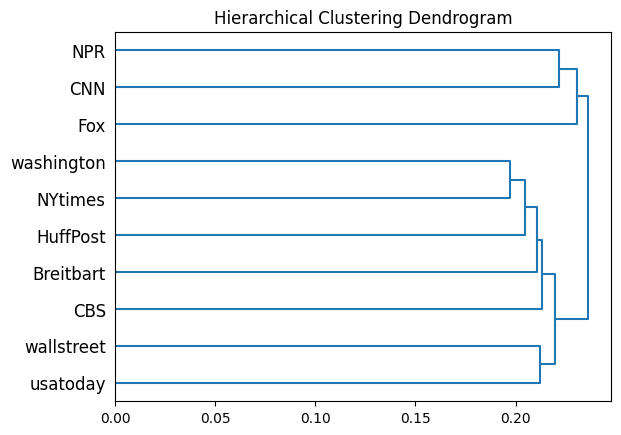 Hierarchical Clustering Dendrogram
NPR
CNN
Fox
washington
NYtimes
HuffPost
Breitbart
CBS
wallstreet
usatoday
0.00 0.05 0.10 0.15 0.20